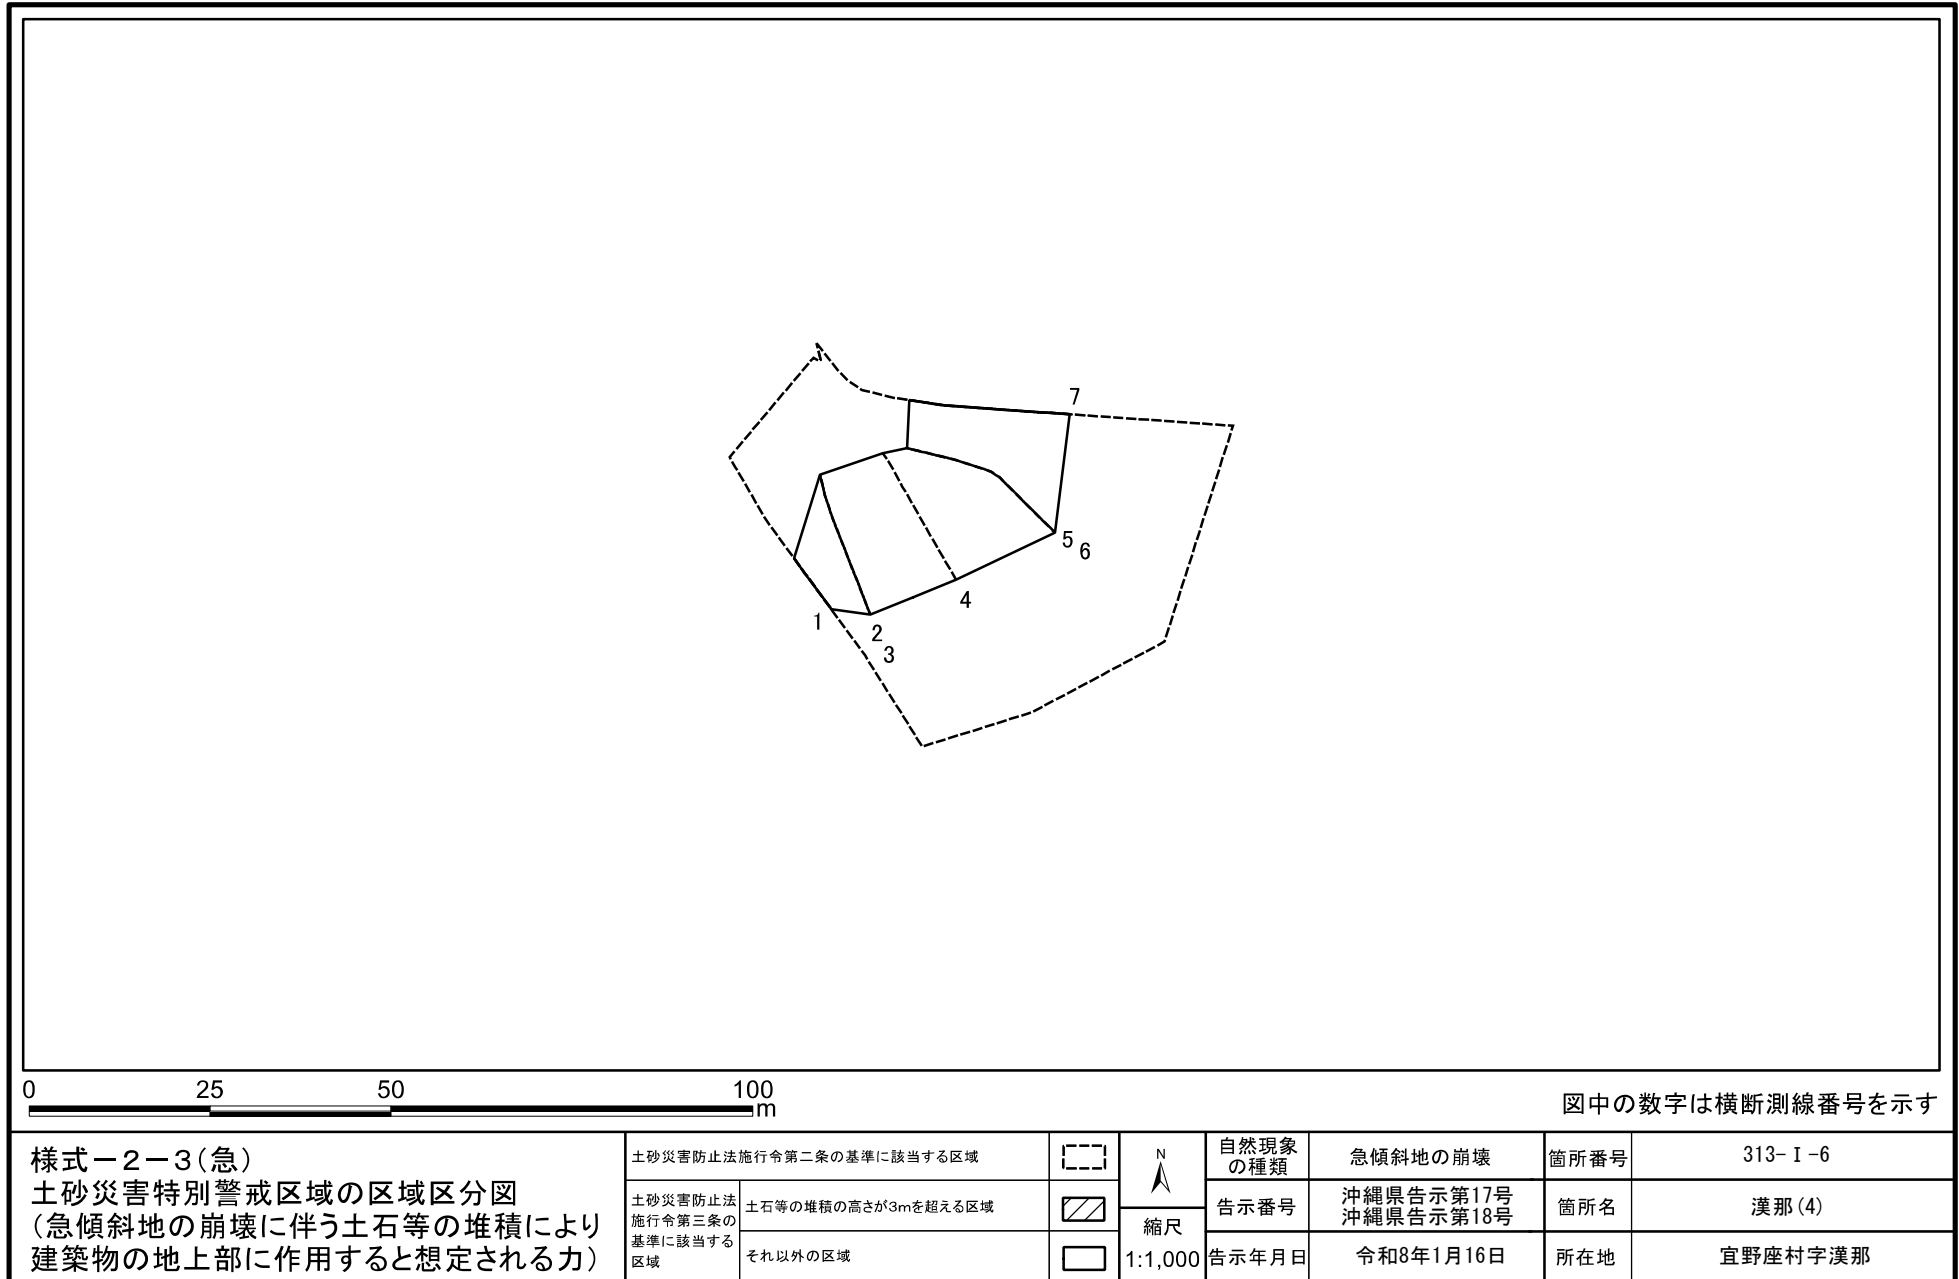 7
5
6
4
1
2
3
0 25 50 100
m
図中の数字は横断測線番号を示す
様式－2－3（急）
土砂災害特別警戒区域の区域区分図
（急傾斜地の崩壊に伴う土石等の堆積により
建築物の地上部に作用すると想定される力）
土砂災害防止法施行令第二条の基準に該当する区域
土砂災害防止法
施行令第三条の
基準に該当する
区域
土石等の堆積の高さが3mを超える区域
それ以外の区域
N
縮尺
1:1,000
自然現象
の種類
急傾斜地の崩壊
箇所番号
313-Ⅰ-6
告示番号
沖縄県告示第17号
沖縄県告示第18号
箇所名
漢那(4)
告示年月日
令和8年1月16日
所在地
宜野座村字漢那